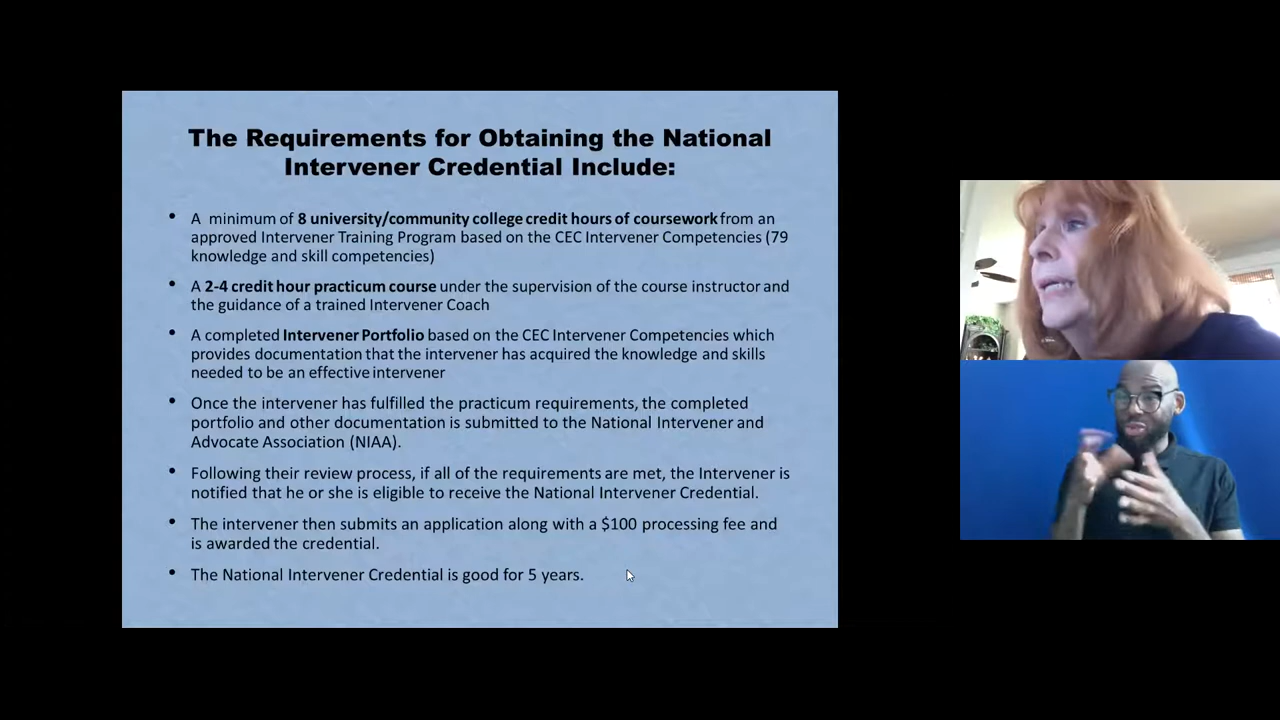 The Requirements for Obtaining the National
Intervener Credential Include:
• A minimum of 8 university/community college credit hours of coursework from an
approved Intervener Training Program based on the CEC Intervener Competencies (79
knowledge and skill competencies)
• A 2-4 credit hour practicum course under the supervision of the course instructor and
the guidance of a trained Intervener Coach
• A completed Intervener Portfolio based on the CEC Intervener Competencies which
provides documentation that the intervener has acquired the knowledge and skills
needed to be an effective intervener
• Once the intervener has fulfilled the practicum requirements, the completed
portfolio and other documentation is submitted to the National Intervener and
Advocate Association (NIAA).
• Following their review process, if all of the requirements are met, the Intervener is
notified that he or she is eligible to receive the National Intervener Credential.
• The intervener then submits an application along with a $100 processing fee and
is awarded the credential.
• The National Intervener Credential is good for 5 years.